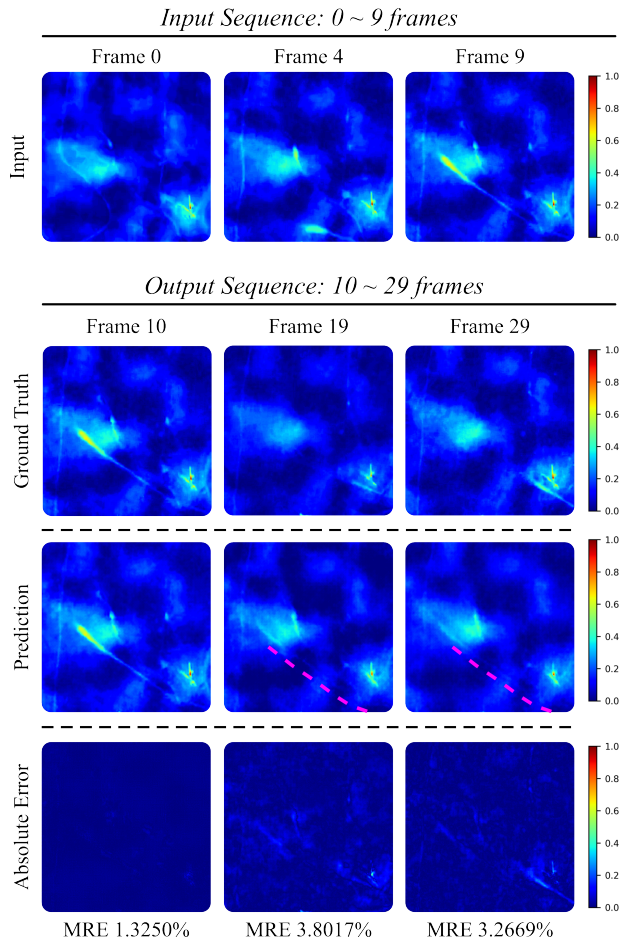 Input Sequence: 0 ~ 9 frames
Frame 0 Frame 4 Frame 9
Input
1.0
0.8
0.6
0.4
0.2
0.0
Output Sequence: 10 ~ 29 frames
Frame 10 Frame 19 Frame 29
Ground Truth
1.0
0.8
0.6
0.4
0.2
0.0
Prediction
1.0
0.8
0.6
0.4
0.2
0.0
Absolute Error
1.0
0.8
0.6
0.4
0.2
0.0
MRE 1.3250% MRE 3.8017% MRE 3.2669%